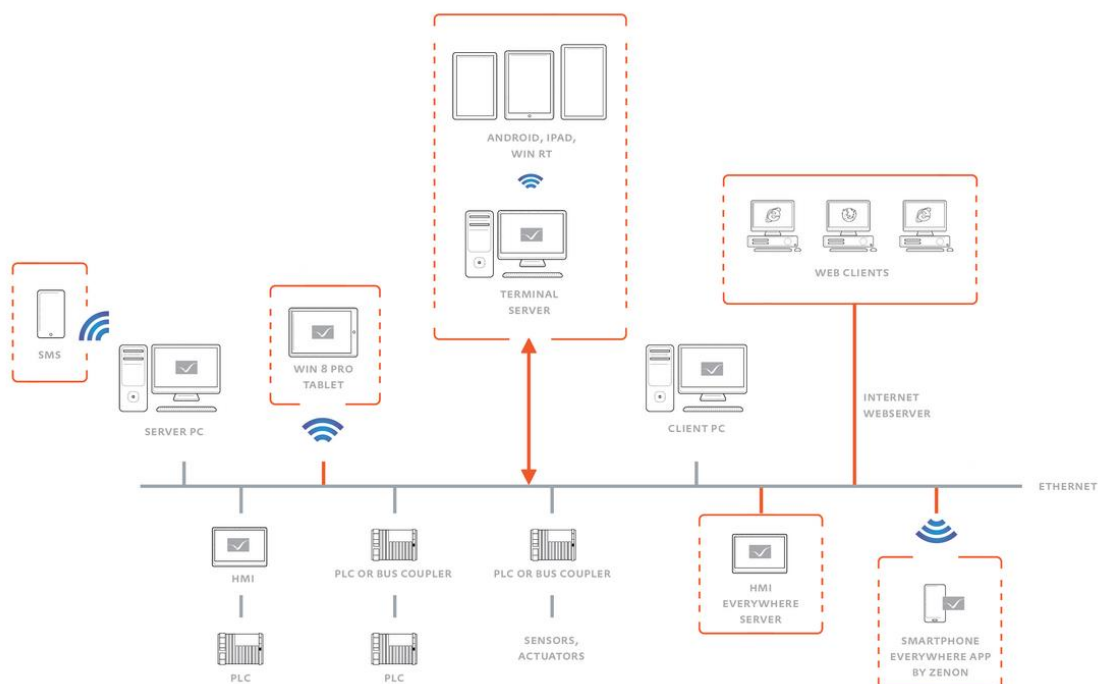 ANDROID, IPAD,
WIN RT
TERMINAL
SERVER
WEB CLIENTS
SMS
WIN 8 PRO
TABLET
SERVER PC
CLIENT PC
INTERNET
WEBSERVER
ETHERNET
HMI
PLC OR BUS COUPLER
PLC OR BUS COUPLER
HMI
EVERYWHERE
SERVER
PLC
PLC
SENSORS,
ACTUATORS
SMARTPHONE
EVERYWHERE APP
BY ZENON